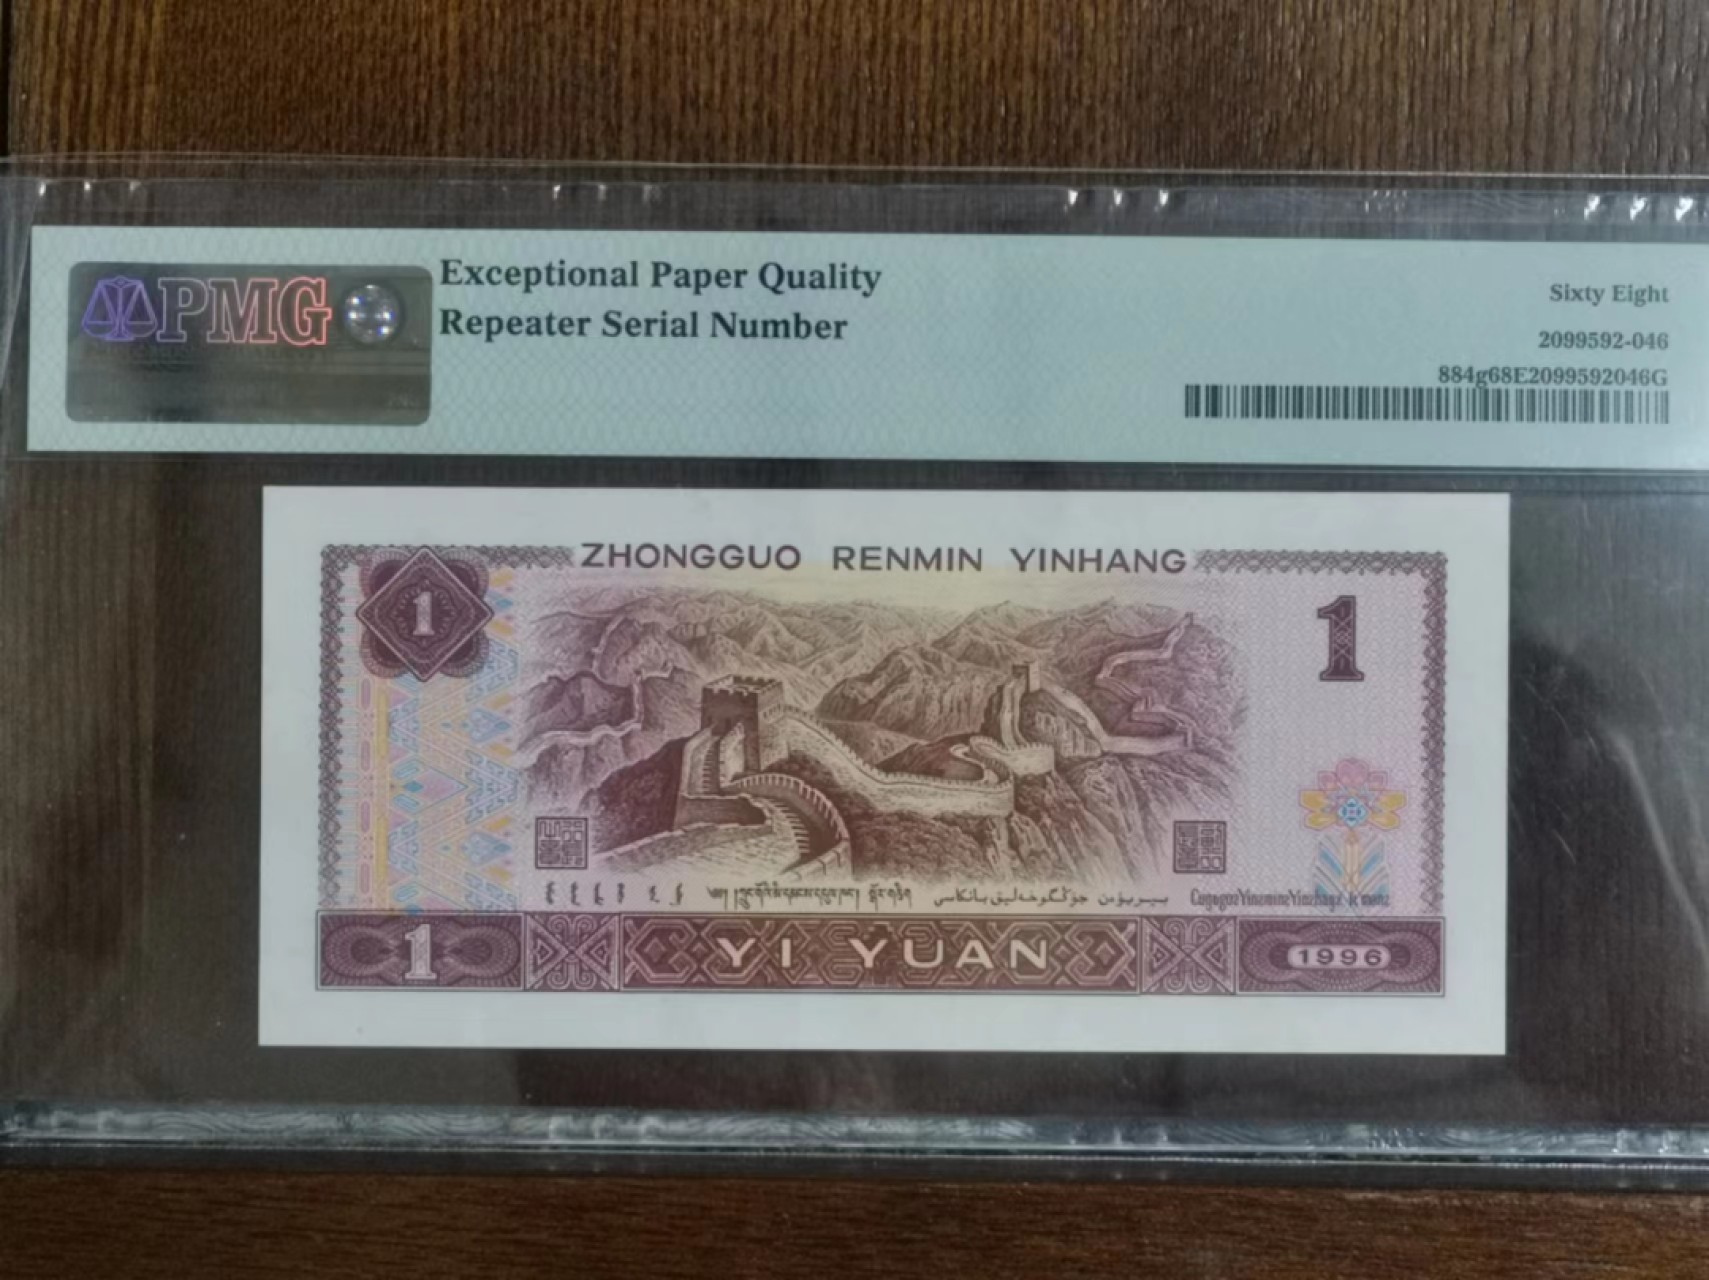 PMG
Exceptional Paper Quality
Repeater Serial Number
Sixty Eight
2099592-046
884g68E2099592046G
ZHONGGUO RENMIN YINHANG
1
1
1
YI YUAN
1996